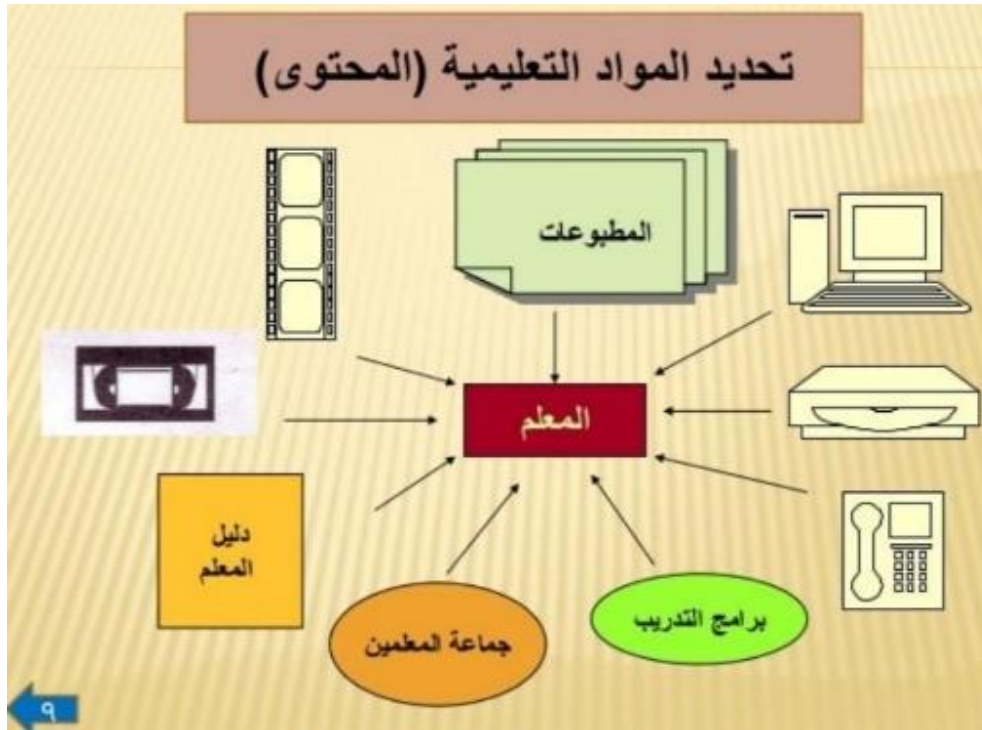 تحديد المواد التعليمية (المحتوى)
المطبوعات
المعلم
دليل
المعلم
جماعة المعلمين
برامج التدريب
٩